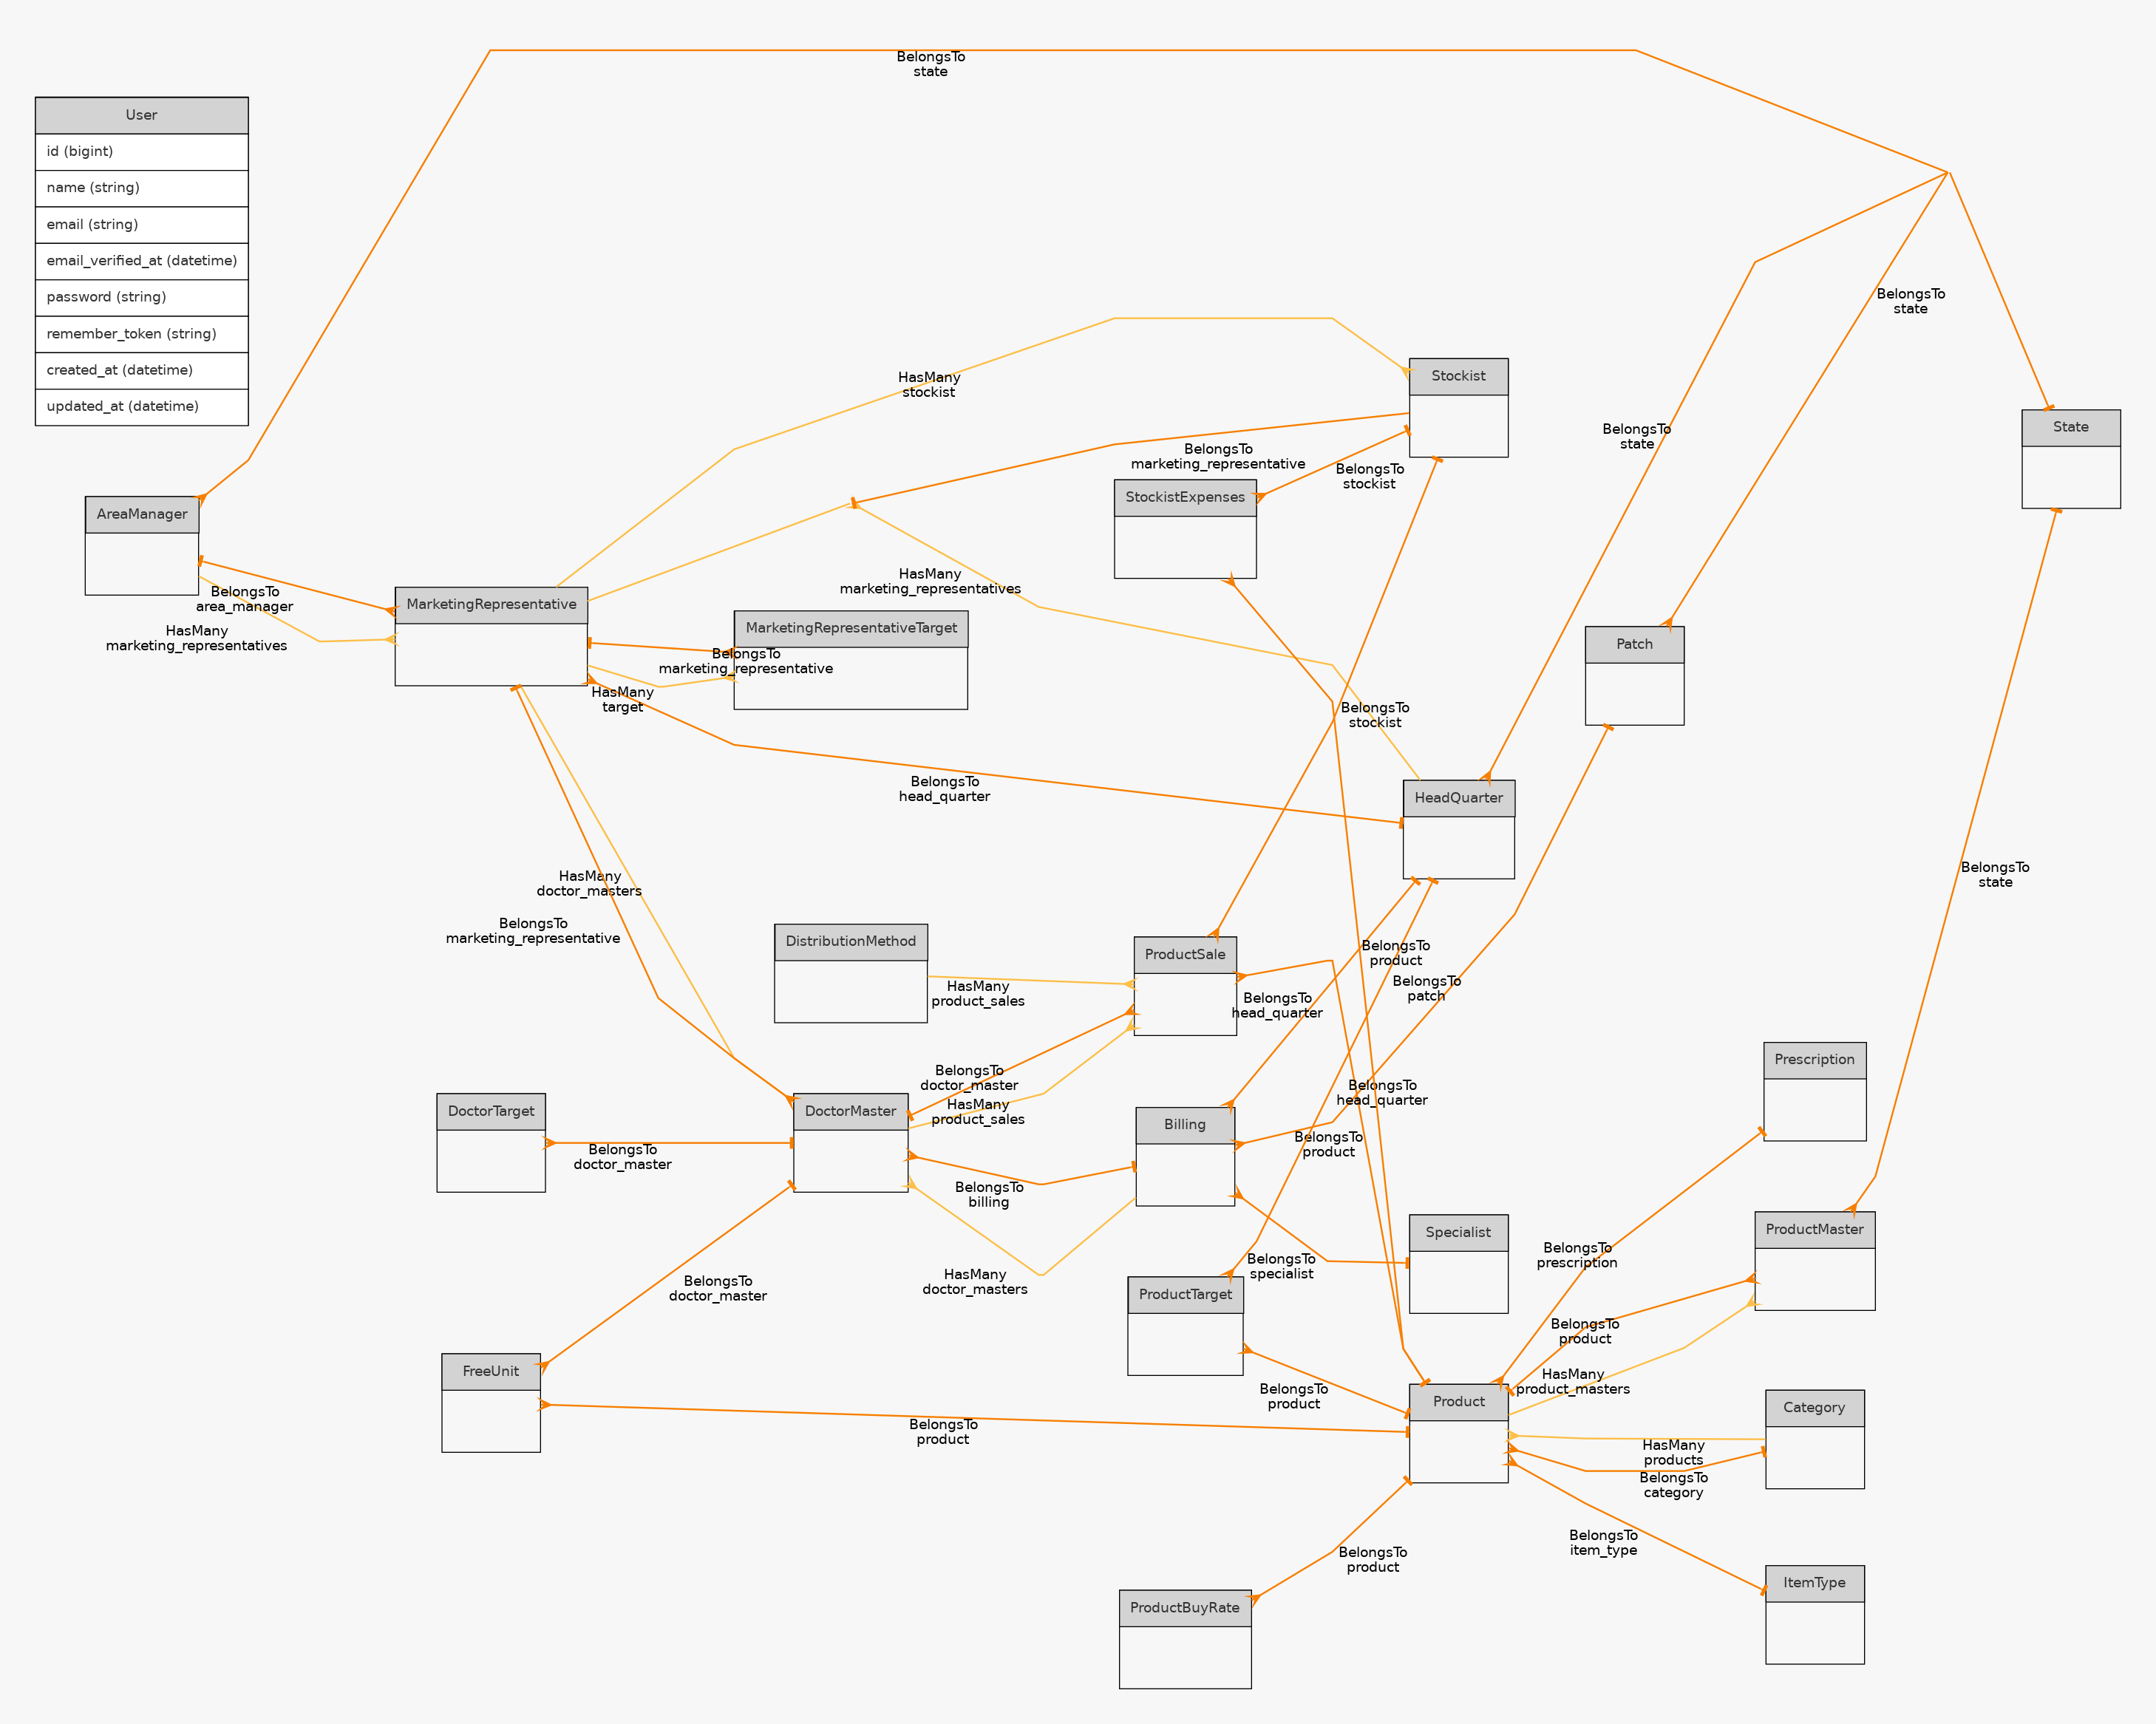 BelongsTo
state
User
id (bigint)
name (string)
email (string)
email_verified_at (datetime)
password (string)
remember_token (string)
created_at (datetime)
updated_at (datetime)
BelongsTo
state
HasMany
stockist
Stockist
BelongsTo
state
State
BelongsTo
marketing_representative
BelongsTo
stockist
StockistExpenses
AreaManager
BelongsTo
area_manager
HasMany
marketing_representatives
MarketingRepresentative
HasMany
marketing_representatives
MarketingRepresentativeTarget
BelongsTo
marketing_representative
HasMany
target
Patch
BelongsTo
stockist
BelongsTo
head_quarter
HeadQuarter
HasMany
doctor_masters
BelongsTo
marketing_representative
BelongsTo
state
DistributionMethod
HasMany
product_sales
ProductSale
BelongsTo
product
BelongsTo
patch
BelongsTo
head_quarter
Prescription
BelongsTo
doctor_master
HasMany
product_sales
BelongsTo
head_quarter
DoctorTarget
BelongsTo
doctor_master
DoctorMaster
Billing
BelongsTo
product
BelongsTo
billing
HasMany
doctor_masters
BelongsTo
specialist
Specialist
BelongsTo
prescription
ProductMaster
BelongsTo
doctor_master
ProductTarget
BelongsTo
product
HasMany
product_masters
FreeUnit
BelongsTo
product
BelongsTo
product
Product
Category
HasMany
products
BelongsTo
category
BelongsTo
item_type
ItemType
BelongsTo
product
ProductBuyRate